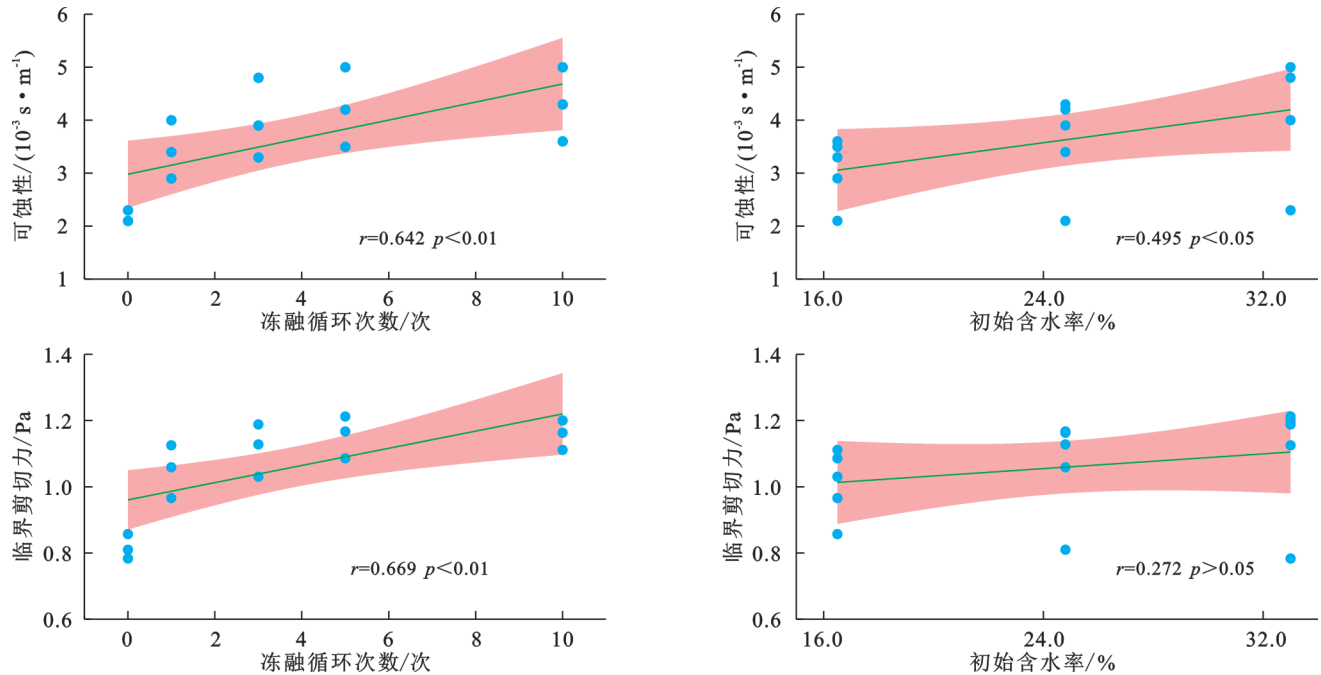 6
5
4
3
2
1
可蚀性/(10⁻³ s·m⁻¹)
r=0.642 p<0.01
0 2 4 6 8 10
冻融循环次数/次
6
5
4
3
2
1
可蚀性/(10⁻³ s·m⁻¹)
r=0.495 p<0.05
16.0 24.0 32.0
初始含水率/%
1.4
1.2
1.0
0.8
0.6
临界剪切力/Pa
r=0.669 p<0.01
0 2 4 6 8 10
冻融循环次数/次
1.4
1.2
1.0
0.8
0.6
临界剪切力/Pa
r=0.272 p>0.05
16.0 24.0 32.0
初始含水率/%